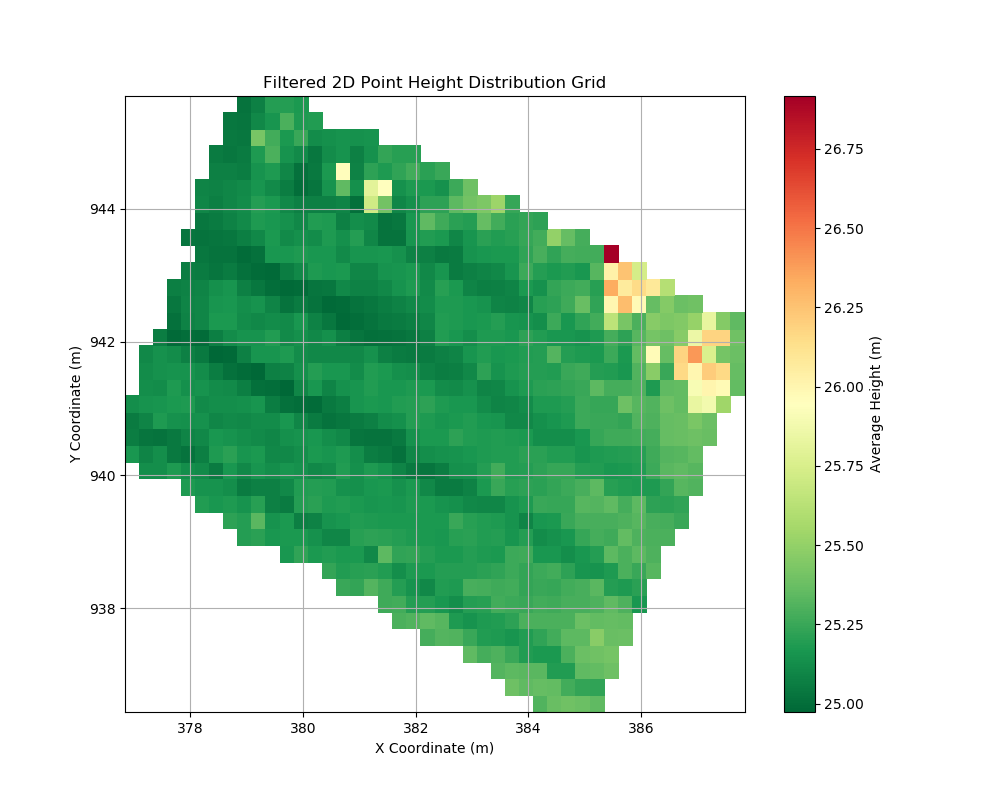 Filtered 2D Point Height Distribution Grid
944
942
940
938
Y Coordinate (m)
378 380 382 384 386
X Coordinate (m)
26.75
26.50
26.25
26.00
25.75
25.50
25.25
25.00
Average Height (m)